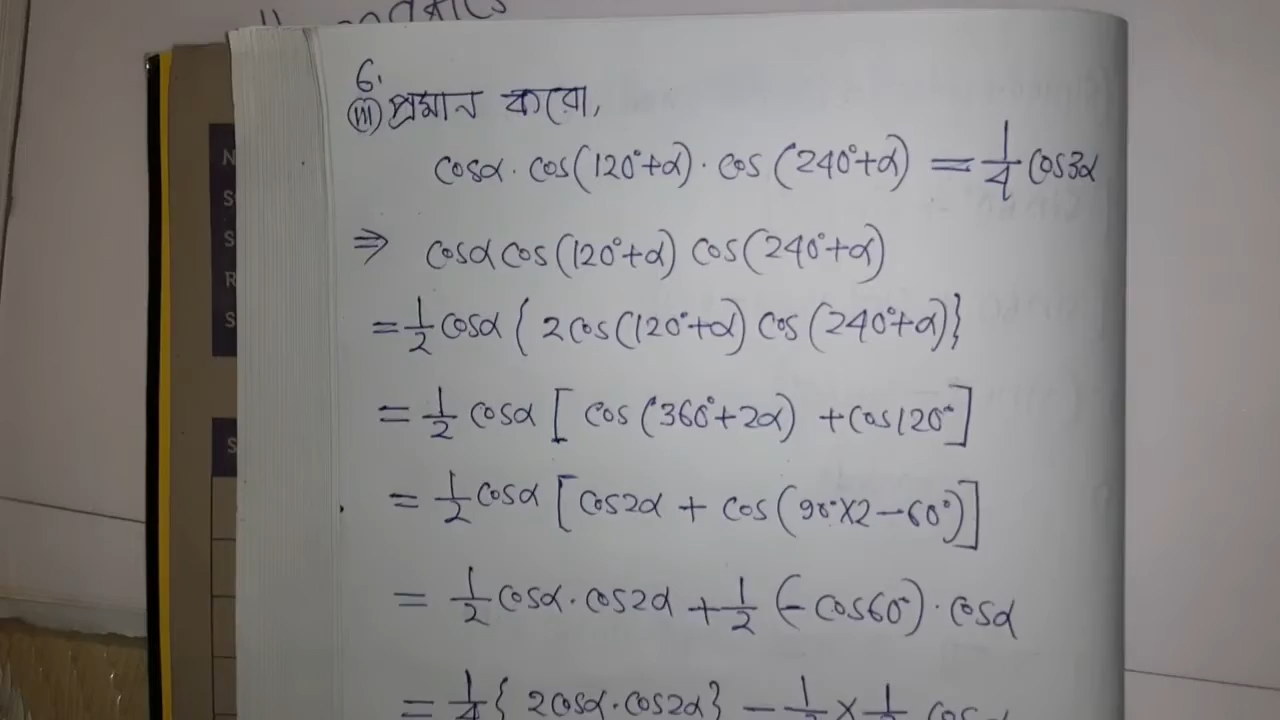 6.
(iii) প্রমান করো,
cosα · cos(120°+α) · cos(240°+α) = 1/4 cos3α
⇒ cosα cos(120°+α) cos(240°+α)
= 1/2 cosα { 2cos(120°+α) cos(240°+α)}
= 1/2 cosα [ cos(360°+2α) + cos120°]
= 1/2 cosα [cos2α + cos(90°×2-60°)]
= 1/2 cosα · cos2α + 1/2 (-cos60°) · cosα
= 1/4 { 2cosα·cos2α} - 1/2 × 1/2 cosα
N
S
S
R
S
S